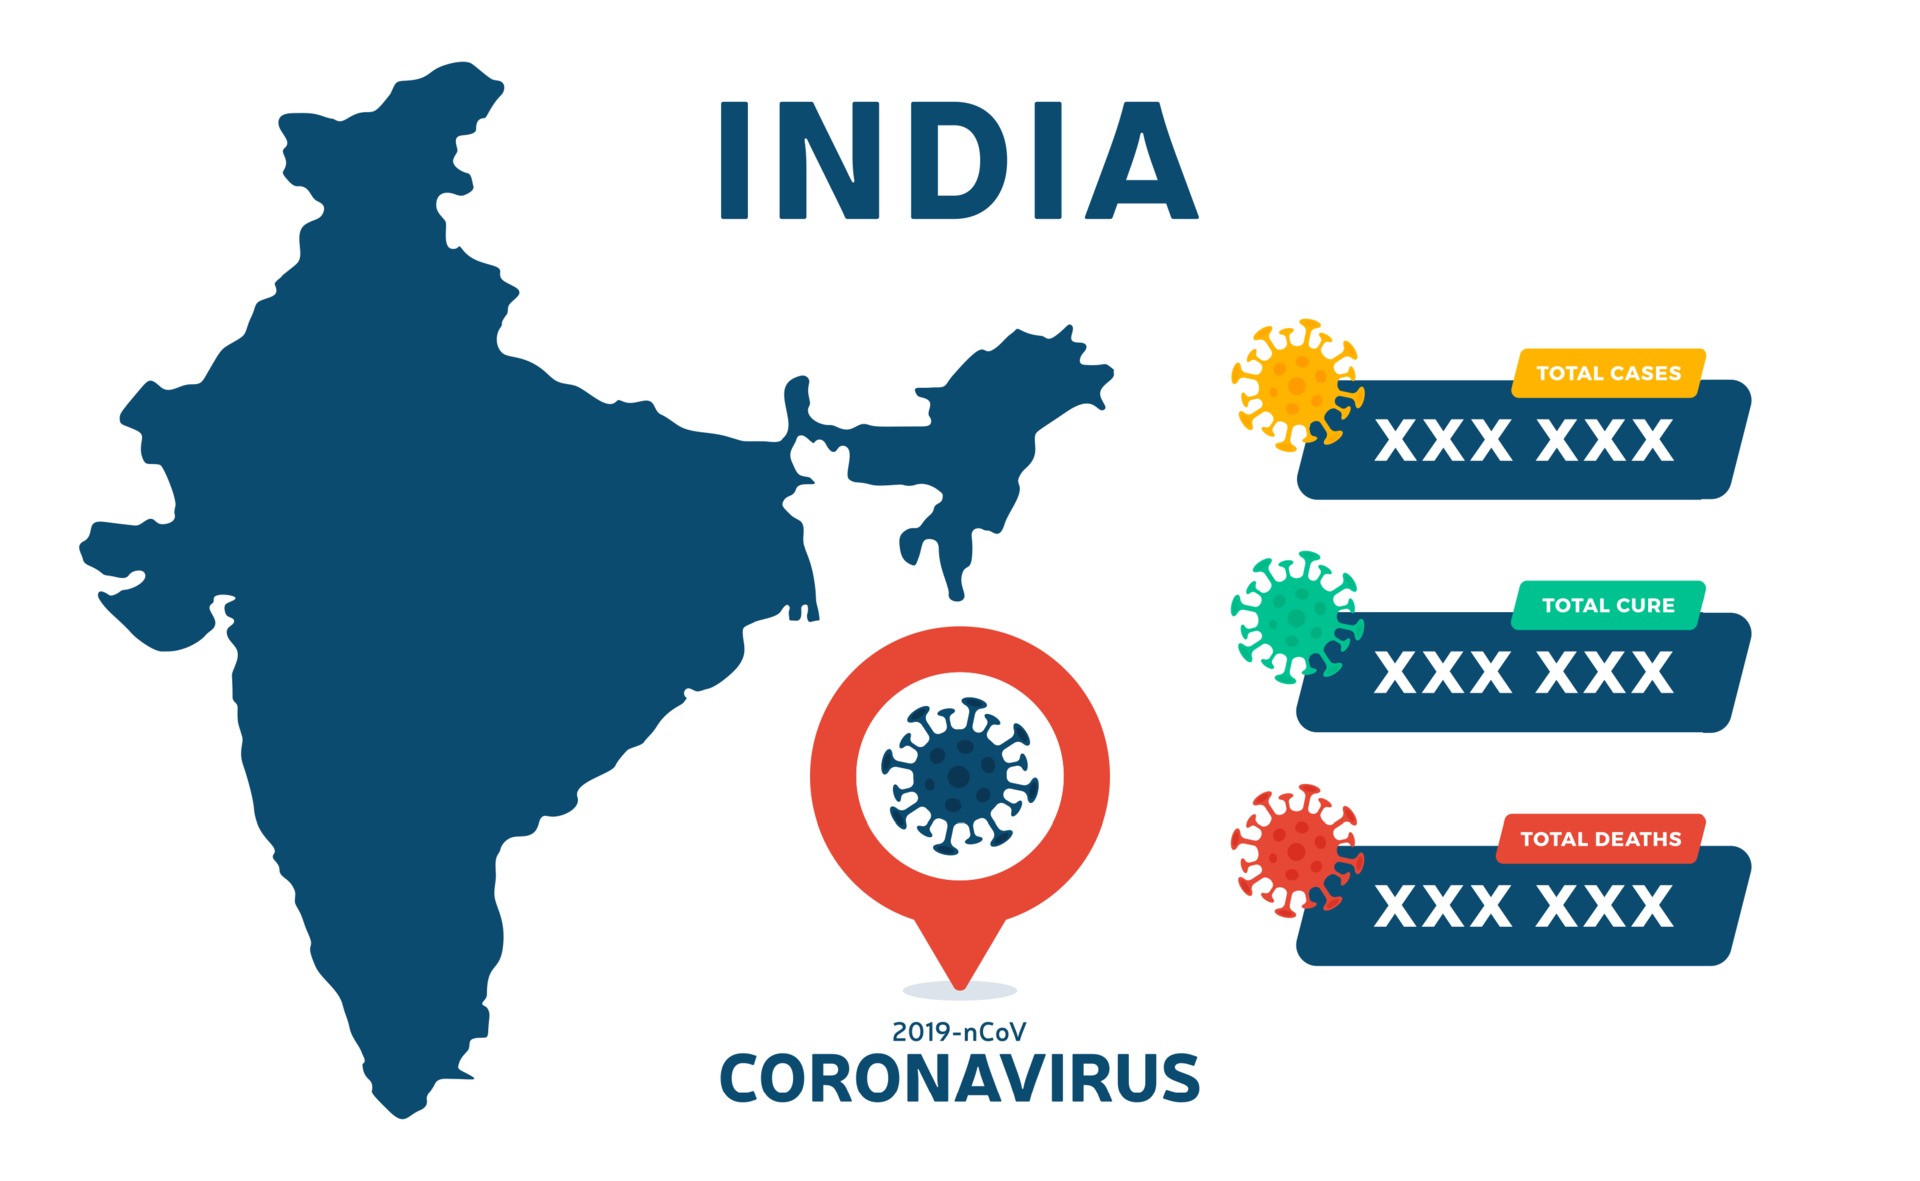 INDIA
TOTAL CASES
XXX XXX
TOTAL CURE
XXX XXX
TOTAL DEATHS
XXX XXX
2019-nCoV
CORONAVIRUS